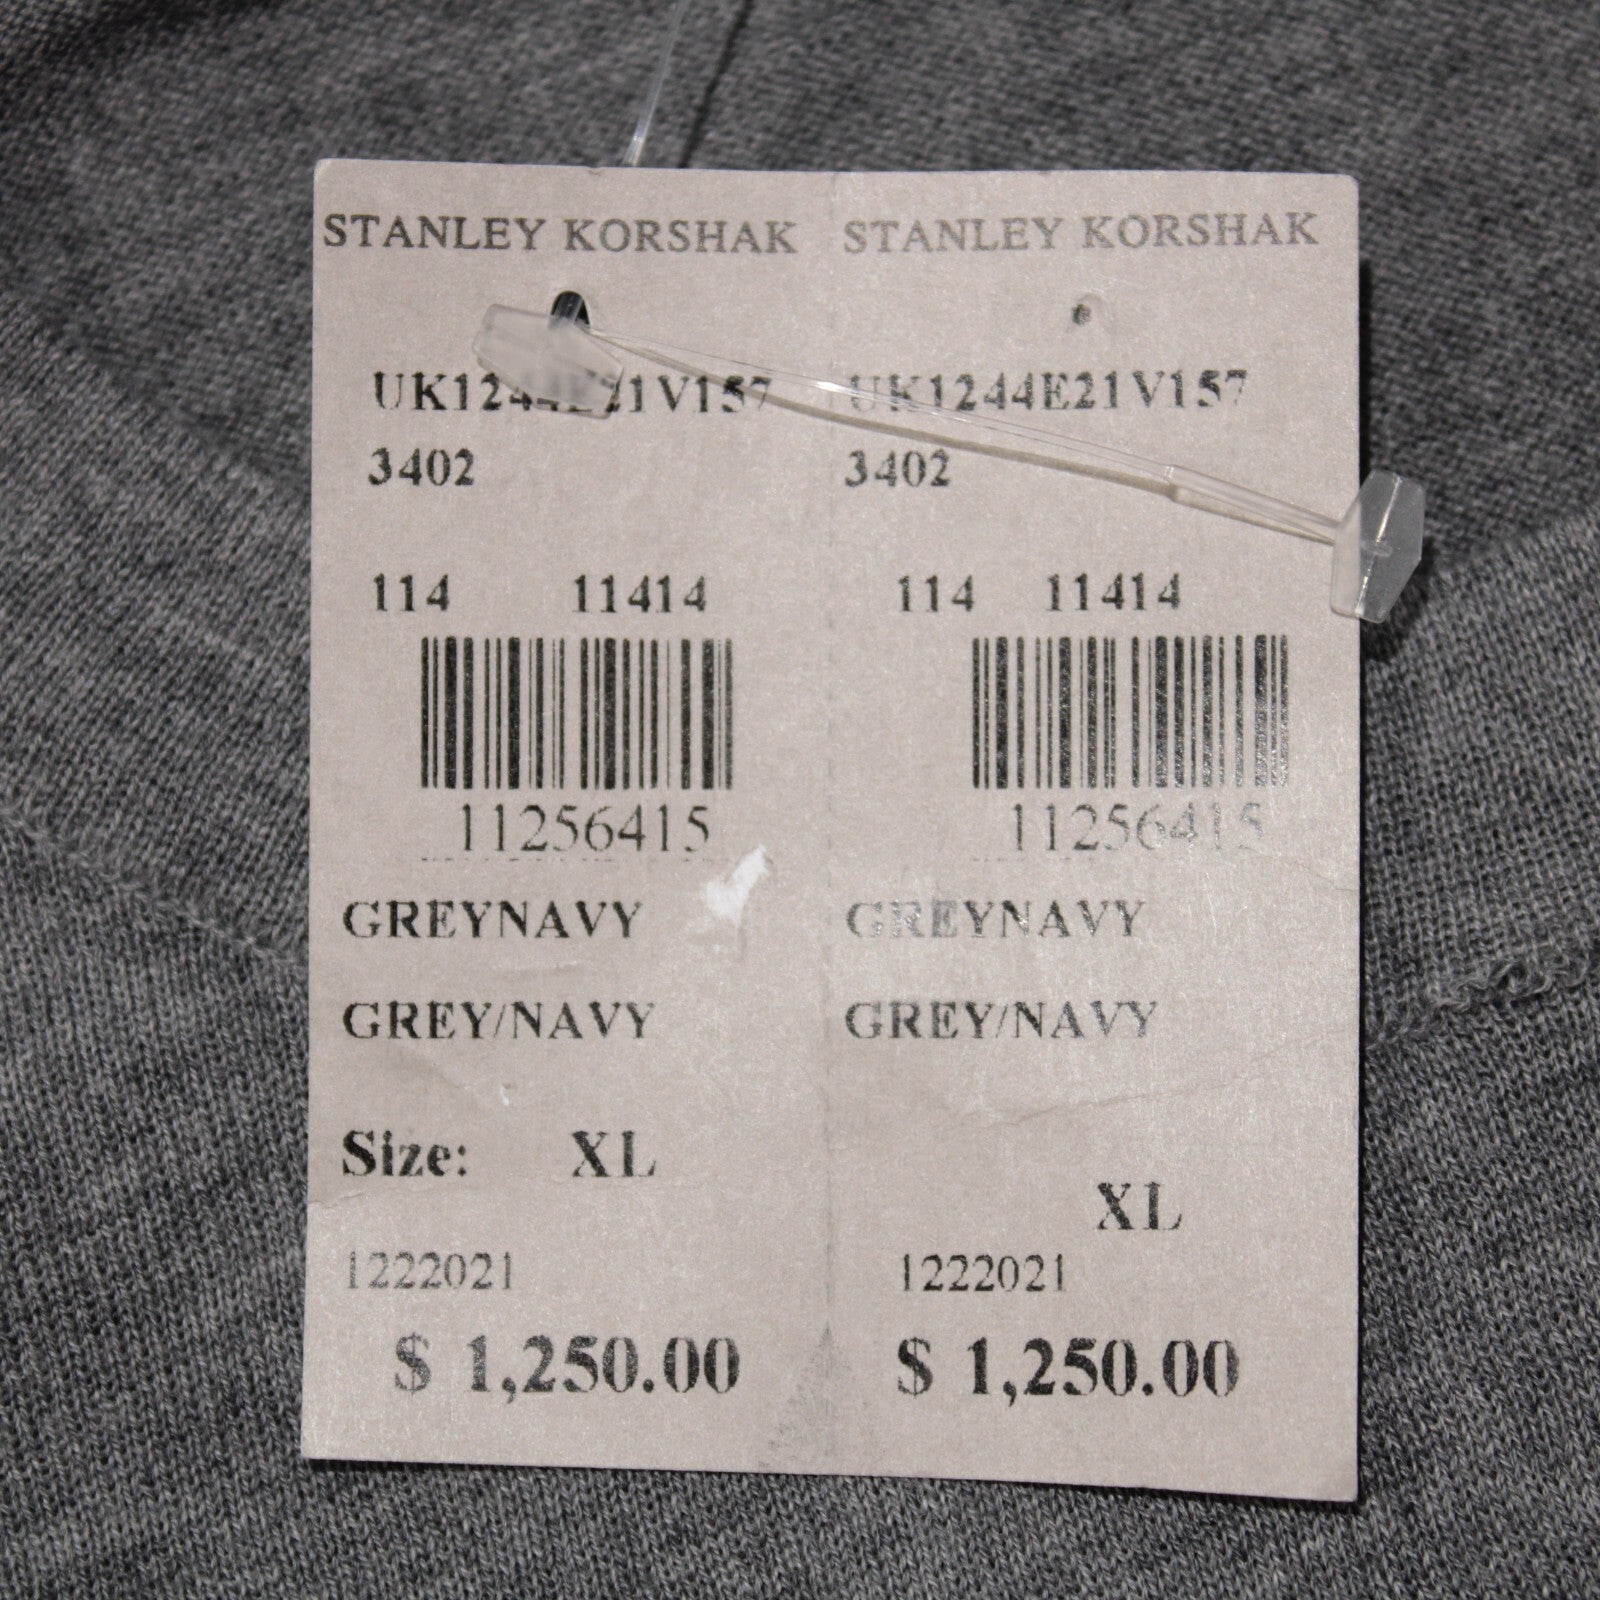 STANLEY KORSHAK STANLEY KORSHAK
UK1244E21V157 UK1244E21V157
3402 3402
114 11414 114 11414
11256415 11256415
GREYNAVY GREYNAVY
GREY/NAVY GREY/NAVY
Size: XL
XL
1222021 1222021
$ 1,250.00 $ 1,250.00